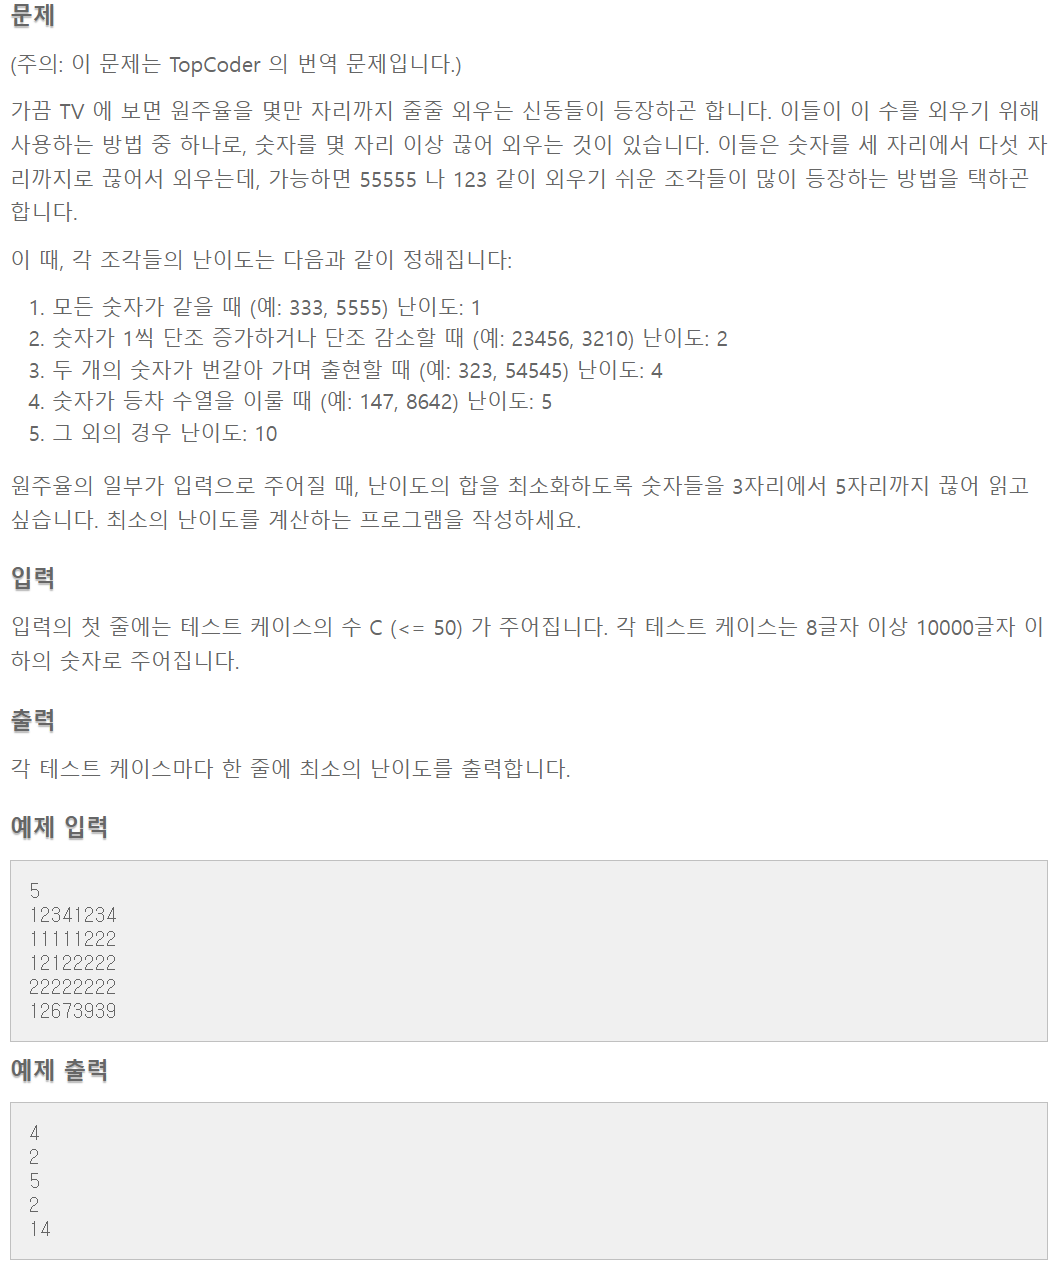 문제
(주의: 이 문제는 TopCoder 의 번역 문제입니다.)
가끔 TV 에 보면 원주율을 몇만 자리까지 줄줄 외우는 신동들이 등장하곤 합니다. 이들이 이 수를 외우기 위해
사용하는 방법 중 하나로, 숫자를 몇 자리 이상 끊어 외우는 것이 있습니다. 이들은 숫자를 세 자리에서 다섯 자
리까지로 끊어서 외우는데, 가능하면 55555 나 123 같이 외우기 쉬운 조각들이 많이 등장하는 방법을 택하곤
합니다.
이 때, 각 조각들의 난이도는 다음과 같이 정해집니다:
1. 모든 숫자가 같을 때 (예: 333, 5555) 난이도: 1
2. 숫자가 1씩 단조 증가하거나 단조 감소할 때 (예: 23456, 3210) 난이도: 2
3. 두 개의 숫자가 번갈아 가며 출현할 때 (예: 323, 54545) 난이도: 4
4. 숫자가 등차 수열을 이룰 때 (예: 147, 8642) 난이도: 5
5. 그 외의 경우 난이도: 10
원주율의 일부가 입력으로 주어질 때, 난이도의 합을 최소화하도록 숫자들을 3자리에서 5자리까지 끊어 읽고
싶습니다. 최소의 난이도를 계산하는 프로그램을 작성하세요.
입력
입력의 첫 줄에는 테스트 케이스의 수 C (<= 50) 가 주어집니다. 각 테스트 케이스는 8글자 이상 10000글자 이
하의 숫자로 주어집니다.
출력
각 테스트 케이스마다 한 줄에 최소의 난이도를 출력합니다.
예제 입력
5
12341234
11111222
12122222
22222222
12673939
예제 출력
4
2
5
2
14